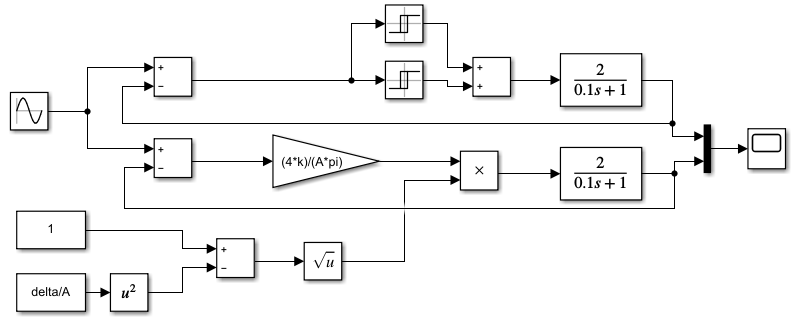 +
−
+
+
2
0.1s + 1
+
−
(4*k)/(A*pi)
×
2
0.1s + 1
1
+
−
√u
delta/A
u²